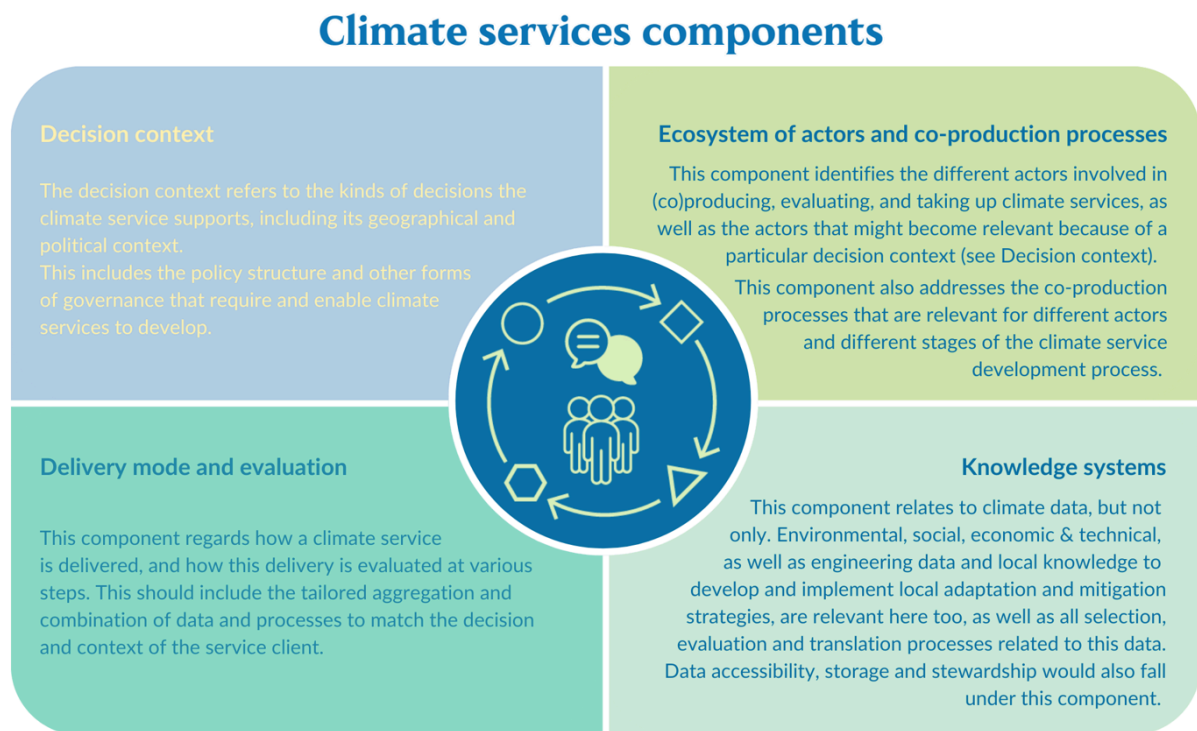 Climate services components
Decision context
The decision context refers to the kinds of decisions the
climate service supports, including its geographical and
political context.
This includes the policy structure and other forms
of governance that require and enable climate
services to develop.
Ecosystem of actors and co-production processes
This component identifies the different actors involved in
(co)producing, evaluating, and taking up climate services, as
well as the actors that might become relevant because of a
particular decision context (see Decision context).
This component also addresses the co-production
processes that are relevant for different actors
and different stages of the climate service
development process.
Delivery mode and evaluation
This component regards how a climate service
is delivered, and how this delivery is evaluated at various
steps. This should include the tailored aggregation and
combination of data and processes to match the decision
and context of the service client.
Knowledge systems
This component relates to climate data, but not
only. Environmental, social, economic & technical,
as well as engineering data and local knowledge to
develop and implement local adaptation and mitigation
strategies, are relevant here too, as well as all selection,
evaluation and translation processes related to this data.
Data accessibility, storage and stewardship would also fall
under this component.